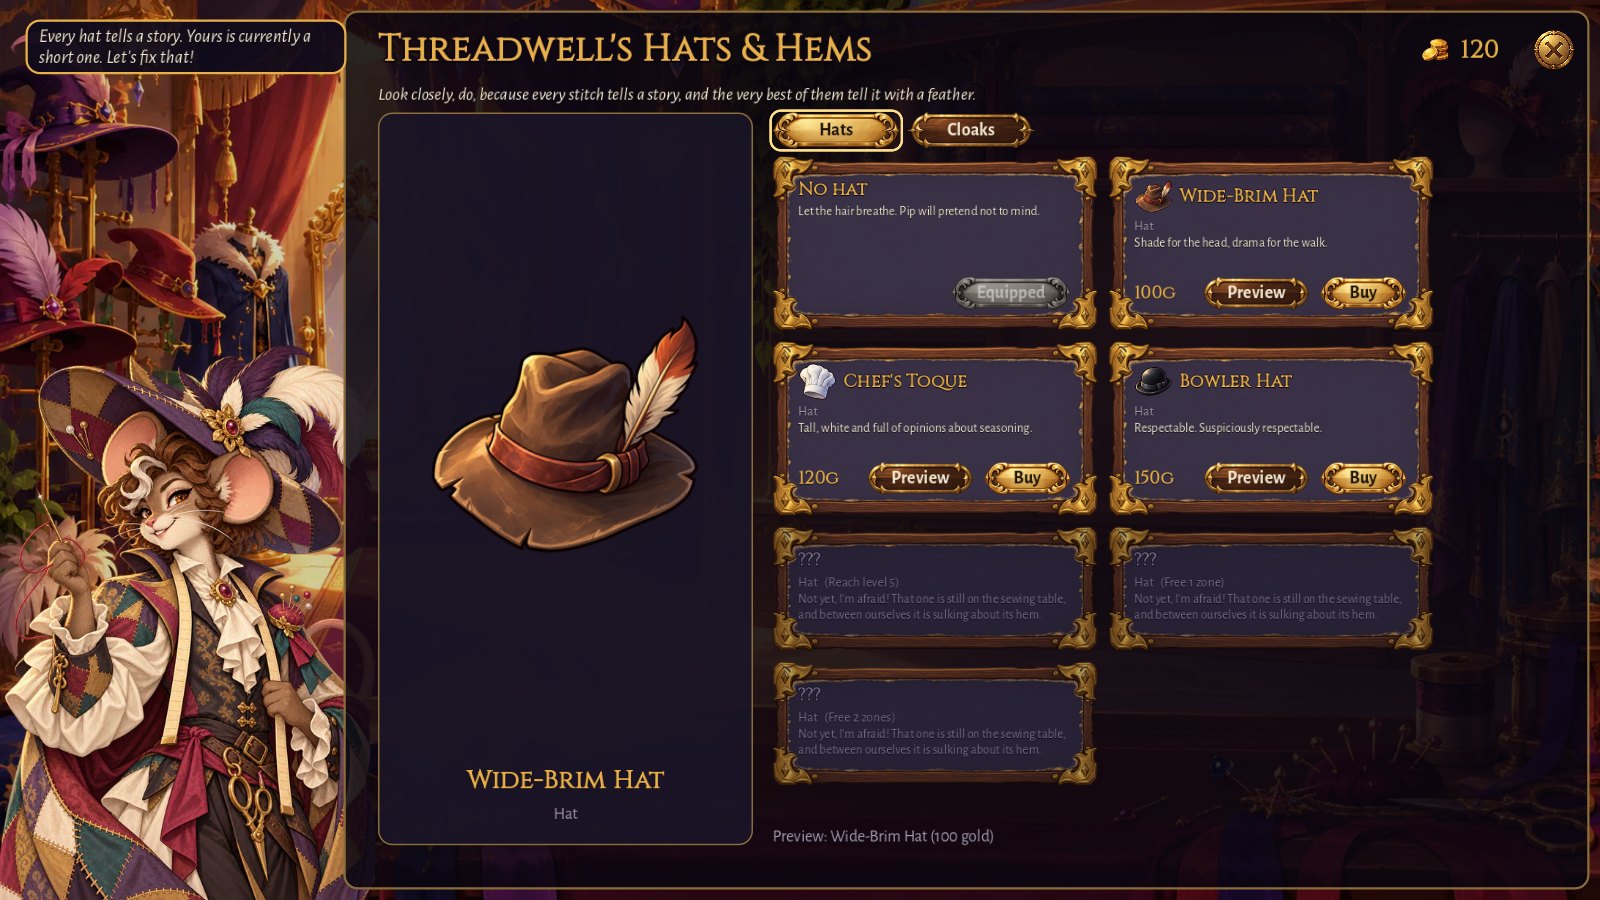 Every hat tells a story. Yours is currently a
short one. Let's fix that!
Threadwell's Hats & Hems
120
Look closely, do, because every stitch tells a story, and the very best of them tell it with a feather.
Hats
Cloaks
No hat
Let the hair breathe. Pip will pretend not to mind.
Equipped
Wide-Brim Hat
Hat
Shade for the head, drama for the walk.
100G
Preview
Buy
Chef's Toque
Hat
Tall, white and full of opinions about seasoning.
120G
Preview
Buy
Bowler Hat
Hat
Respectable. Suspiciously respectable.
150G
Preview
Buy
???
Hat (Reach level 5)
Not yet, I'm afraid! That one is still on the sewing table,
and between ourselves it is sulking about its hem.
???
Hat (Free 1 zone)
Not yet, I'm afraid! That one is still on the sewing table,
and between ourselves it is sulking about its hem.
???
Hat (Free 2 zones)
Not yet, I'm afraid! That one is still on the sewing table,
and between ourselves it is sulking about its hem.
Wide-Brim Hat
Hat
Preview: Wide-Brim Hat (100 gold)